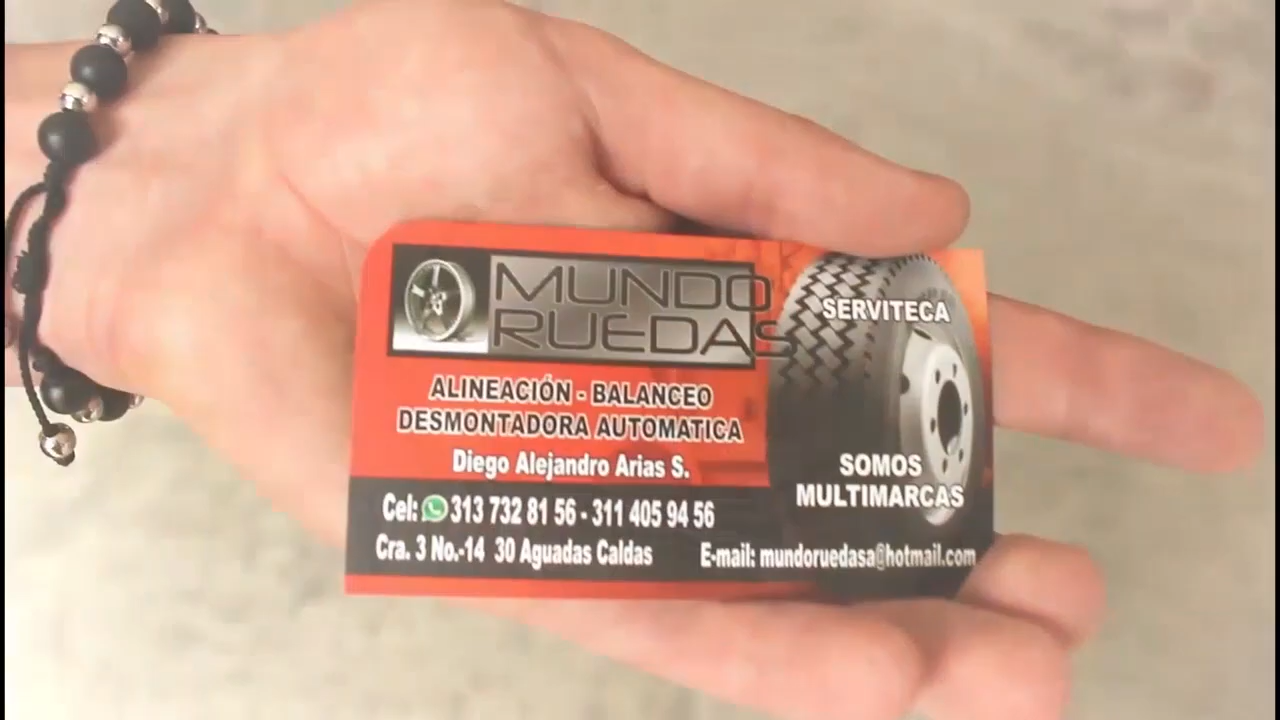 MUNDO
RUEDAS
SERVITECA
ALINEACIÓN - BALANCEO
DESMONTADORA AUTOMATICA
Diego Alejandro Arias S.
SOMOS
MULTIMARCAS
Cel: 313 732 81 56 - 311 405 94 56
Cra. 3 No.-14 30 Aguadas Caldas
E-mail: mundoruedasa@hotmail.com